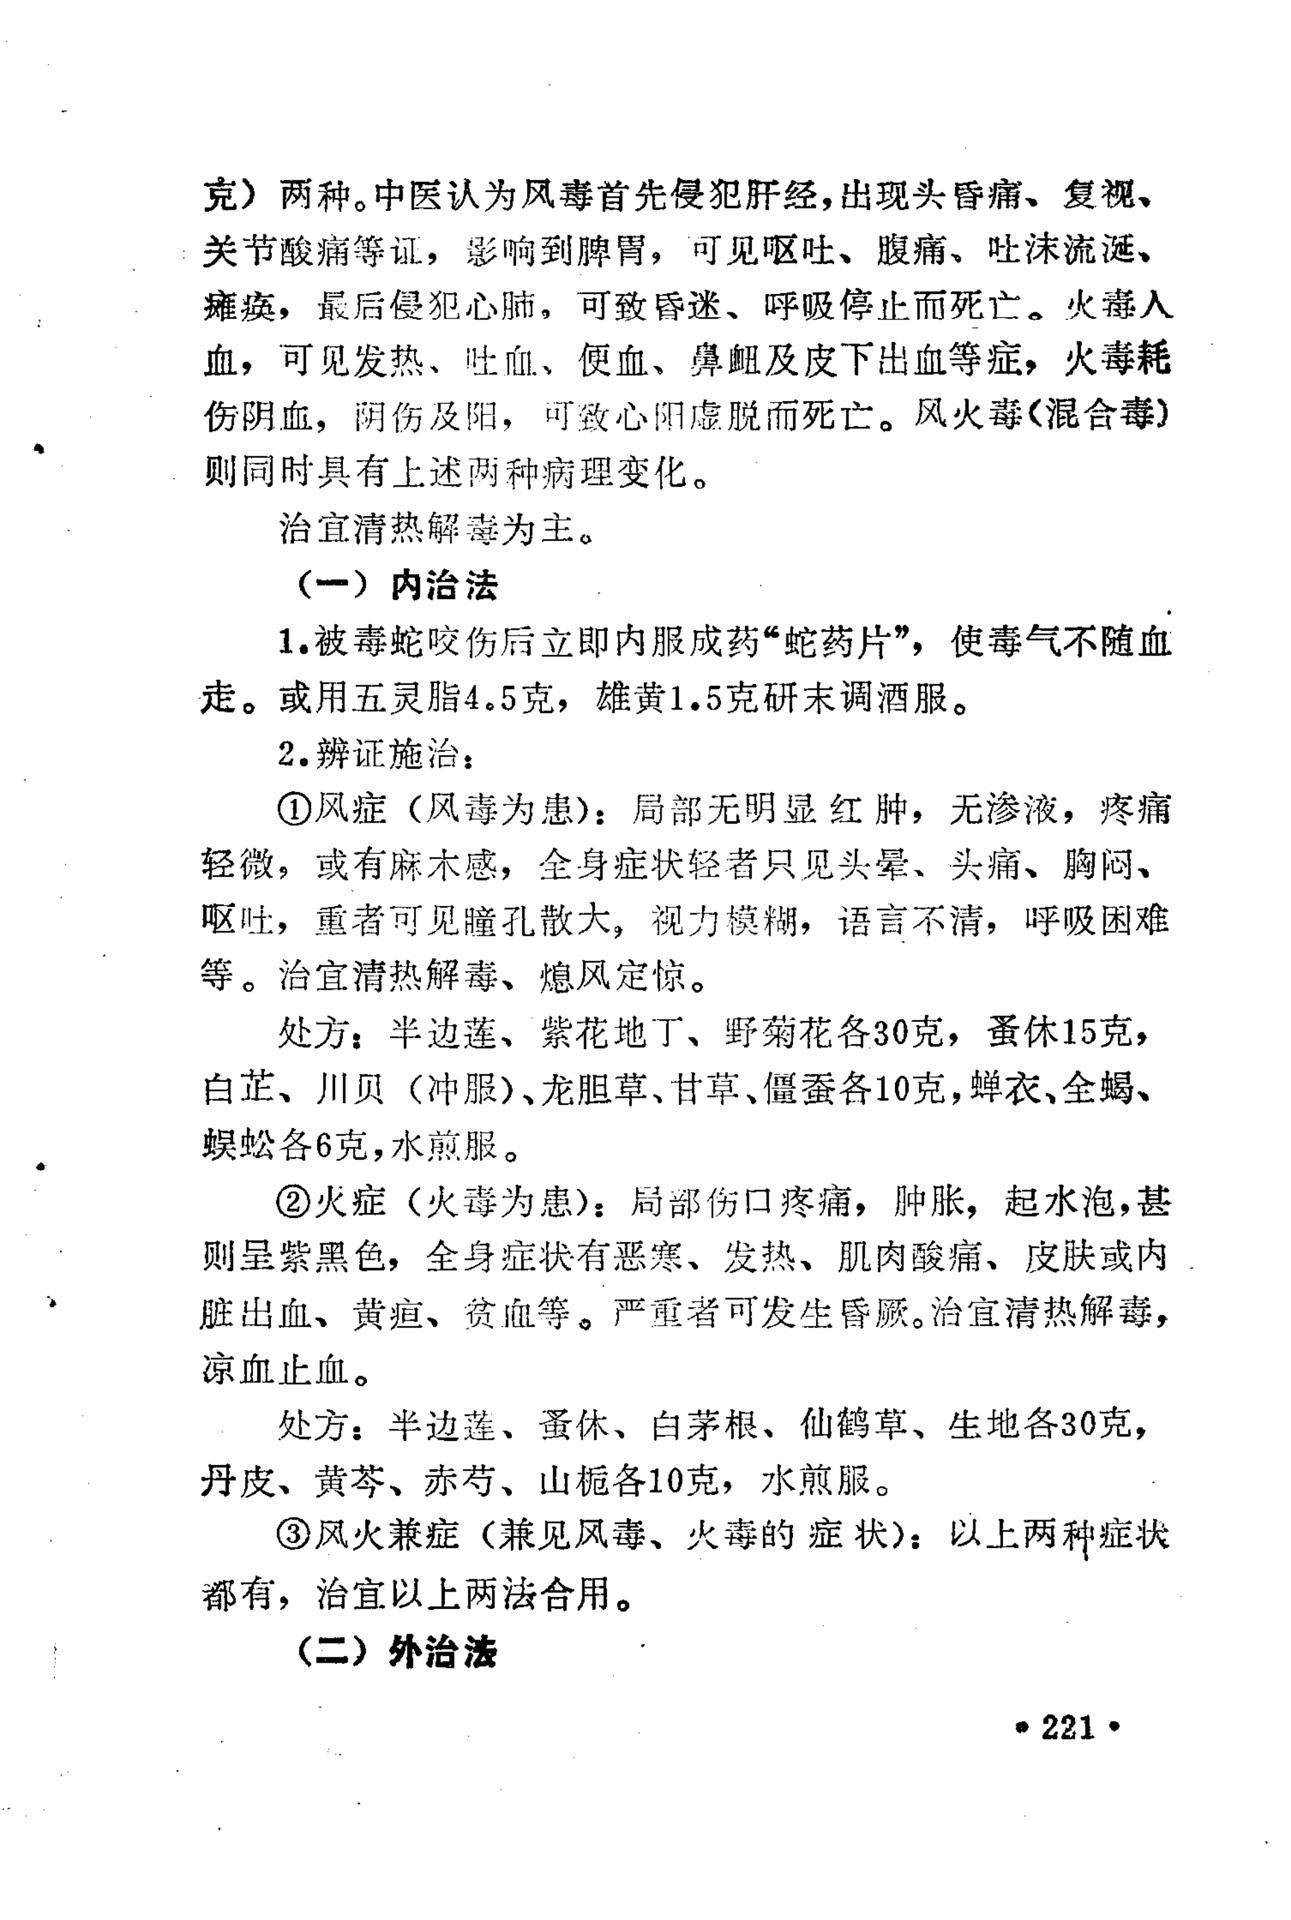 克）两种。中医认为风毒首先侵犯肝经，出现头昏痛、复视、
关节酸痛等证，影响到脾胃，可见呕吐、腹痛、吐沫流涎、
瘫痪，最后侵犯心肺，可致昏迷、呼吸停止而死亡。火毒入
血，可见发热、吐血、便血、鼻衄及皮下出血等症，火毒耗
伤阴血，阴伤及阳，可致心阳虚脱而死亡。风火毒（混合毒）
则同时具有上述两种病理变化。
治宜清热解毒为主。
（一）内治法
1.被毒蛇咬伤后立即内服成药“蛇药片”，使毒气不随血
走。或用五灵脂4.5克，雄黄1.5克研末调酒服。
2.辨证施治：
①风症（风毒为患）：局部无明显红肿，无渗液，疼痛
轻微，或有麻木感，全身症状轻者只见头晕、头痛、胸闷、
呕吐，重者可见瞳孔散大，视力模糊，语言不清，呼吸困难
等。治宜清热解毒、熄风定惊。
处方：半边莲、紫花地丁、野菊花各30克，蚤休15克，
白芷、川贝（冲服）、龙胆草、甘草、僵蚕各10克，蝉衣、全蝎、
蜈蚣各6克，水煎服。
②火症（火毒为患）：局部伤口疼痛，肿胀，起水泡，甚
则呈紫黑色，全身症状有恶寒、发热、肌肉酸痛、皮肤或内
脏出血、黄疸、贫血等。严重者可发生昏厥。治宜清热解毒，
凉血止血。
处方：半边莲、蚤休、白茅根、仙鹤草、生地各30克，
丹皮、黄芩、赤芍、山栀各10克，水煎服。
③风火兼症（兼见风毒、火毒的症状）：以上两种症状
都有，治宜以上两法合用。
（二）外治法
• 221 •